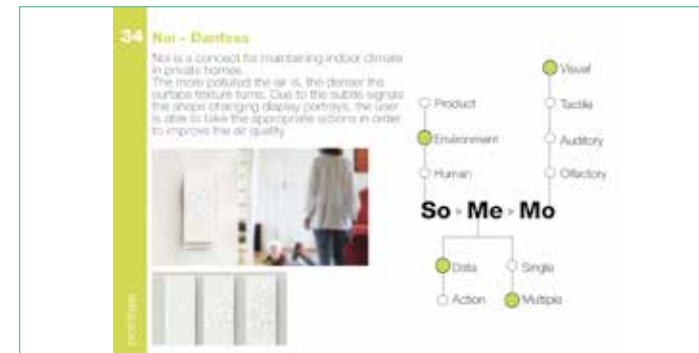 34 Noi - Danfoss
Noi is a concept for maintaining indoor climate
in private homes.
The more polluted the air is, the denser the
surface texture turns. Due to the subtle signals
the shape changing display portrays, the user
is able to take the appropriate actions in order
to improve the air quality.
Visual
Product
Tactile
Environment
Auditory
Human
Olfactory
So > Me > Mo
Data
Single
Action
Multiple